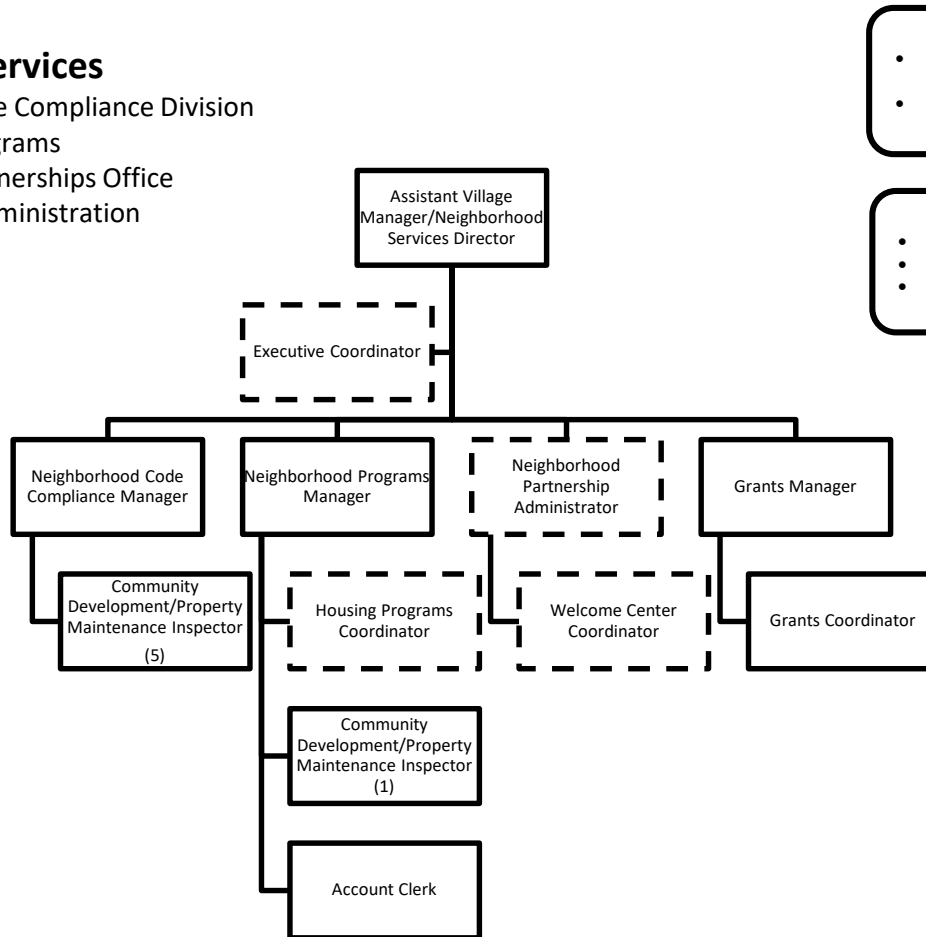 ervices
e Compliance Division
grams
nerships Office
ministration
Assistant Village
Manager/Neighborhood
Services Director
Executive Coordinator
Neighborhood Code
Compliance Manager
Neighborhood Programs
Manager
Neighborhood
Partnership
Administrator
Grants Manager
Community
Development/Property
Maintenance Inspector
(5)
Housing Programs
Coordinator
Welcome Center
Coordinator
Grants Coordinator
Community
Development/Property
Maintenance Inspector
(1)
Account Clerk